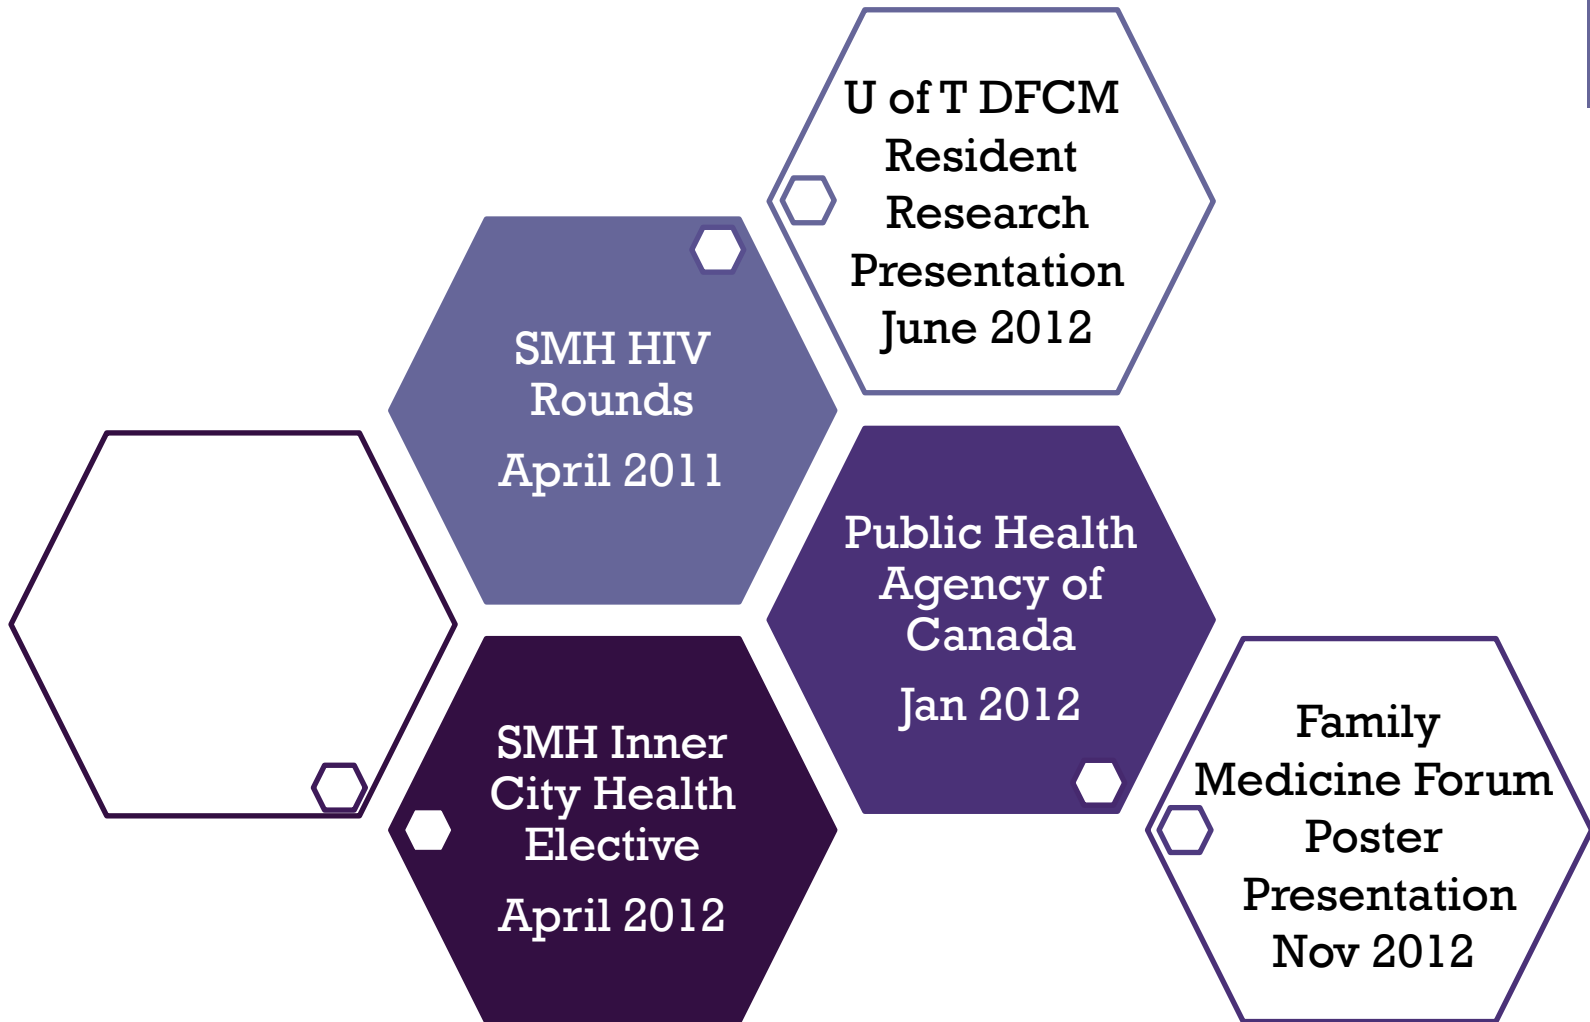 U of T DFCM
Resident
Research
Presentation
June 2012
SMH HIV
Rounds
April 2011
Public Health
Agency of
Canada
Jan 2012
SMH Inner
City Health
Elective
April 2012
Family
Medicine Forum
Poster
Presentation
Nov 2012